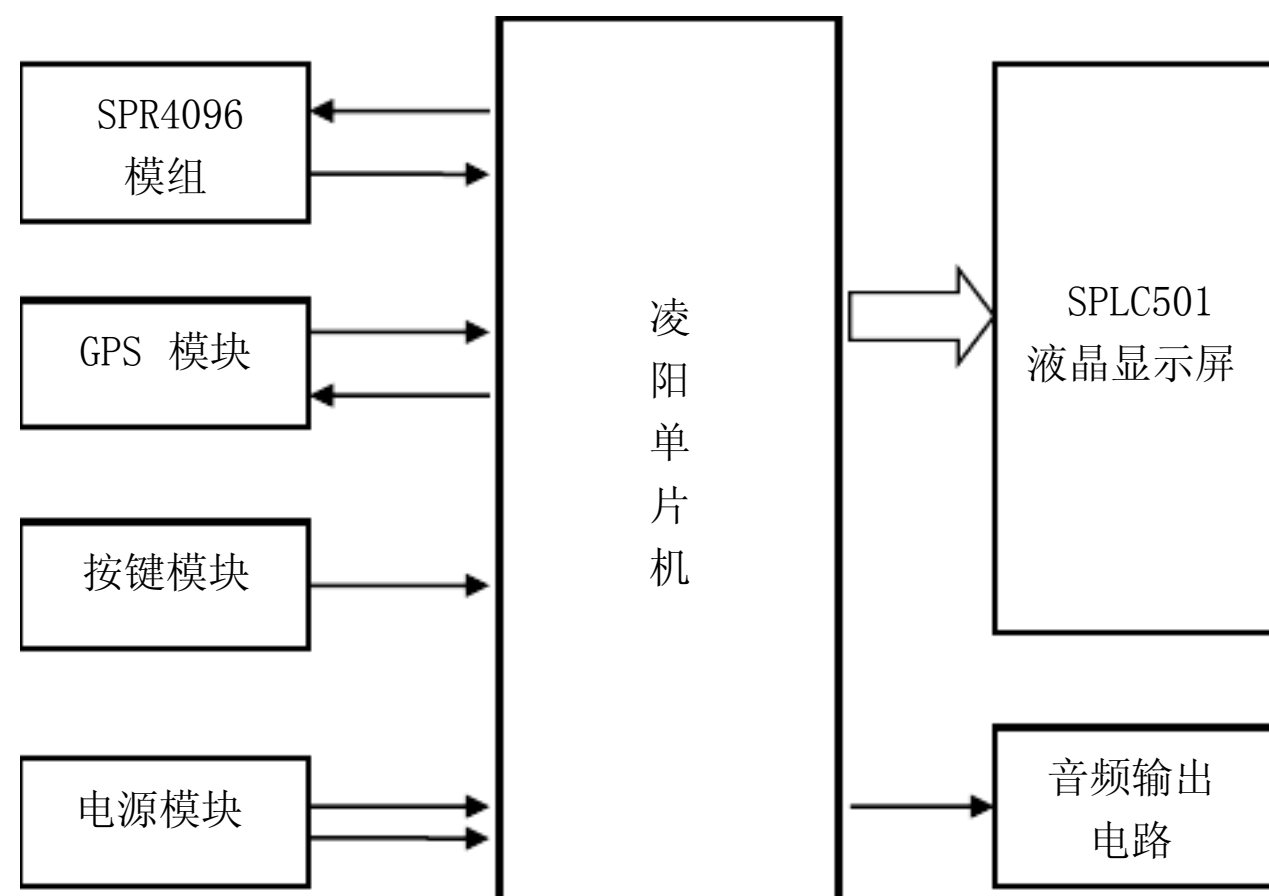 SPR4096
模组
GPS 模块
按键模块
电源模块
凌
阳
单
片
机
SPLC501
液晶显示屏
音频输出
电路